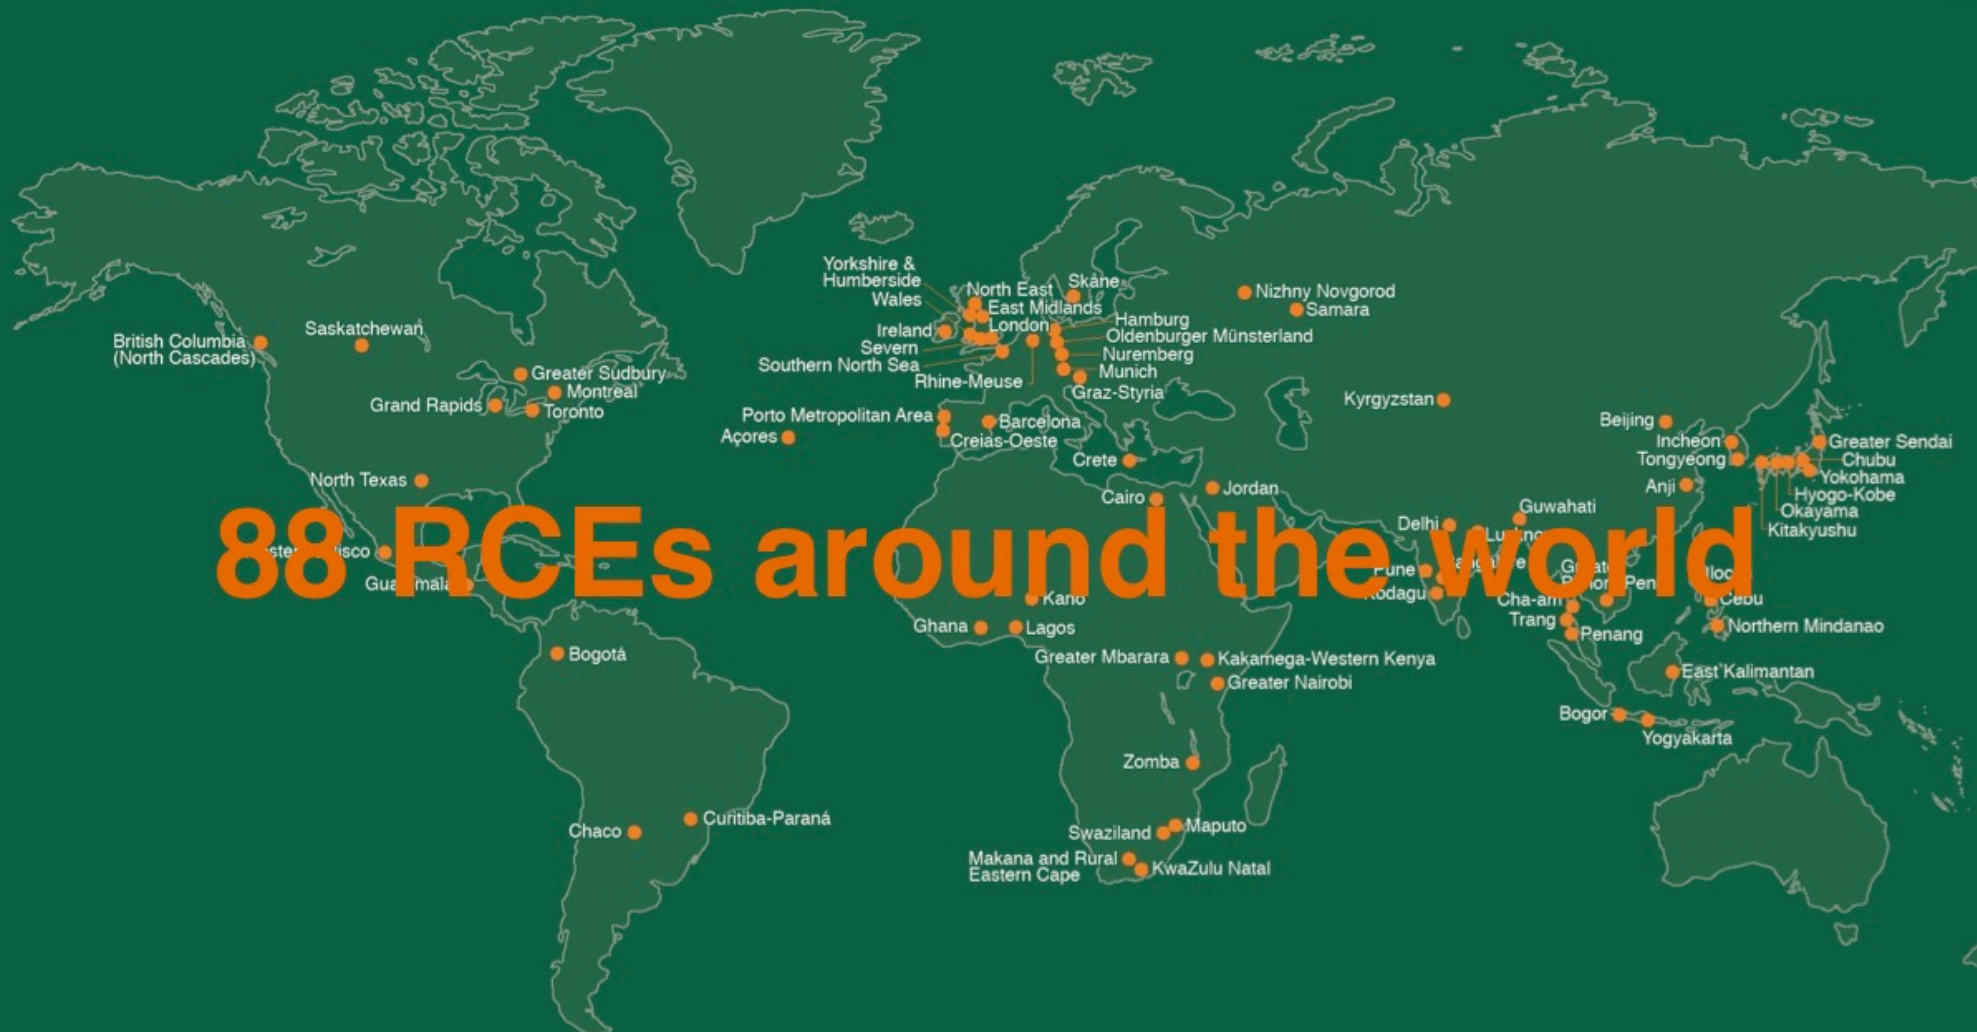 Yorkshire &
Humberside
Wales
North East
Skåne
East Midlands
Nizhny Novgorod
Samara
Ireland
London
Hamburg
Severn
Oldenburger Münsterland
Southern North Sea
Nuremberg
Rhine-Meuse
Munich
Graz-Styria
British Columbia
(North Cascades)
Saskatchewan
Greater Sudbury
Montreal
Grand Rapids
Toronto
Porto Metropolitan Area
Barcelona
Açores
Creias-Oeste
Kyrgyzstan
Beijing
Incheon
Greater Sendai
Tongyeong
Chubu
Crete
Yokohama
North Texas
Cairo
Jordan
Anji
Hyogo-Kobe
Okayama
Kitakyushu
Guwahati
Delhi
88 RCEs around the world
Pune
Kodagu
Cha-am
Cebu
Kano
Trang
Ghana
Lagos
Northern Mindanao
Penang
Bogotá
Greater Mbarara
Kakamega-Western Kenya
Greater Nairobi
East Kalimantan
Bogor
Yogyakarta
Zomba
Curitiba-Paraná
Chaco
Maputo
Swaziland
Makana and Rural
Eastern Cape
KwaZulu Natal